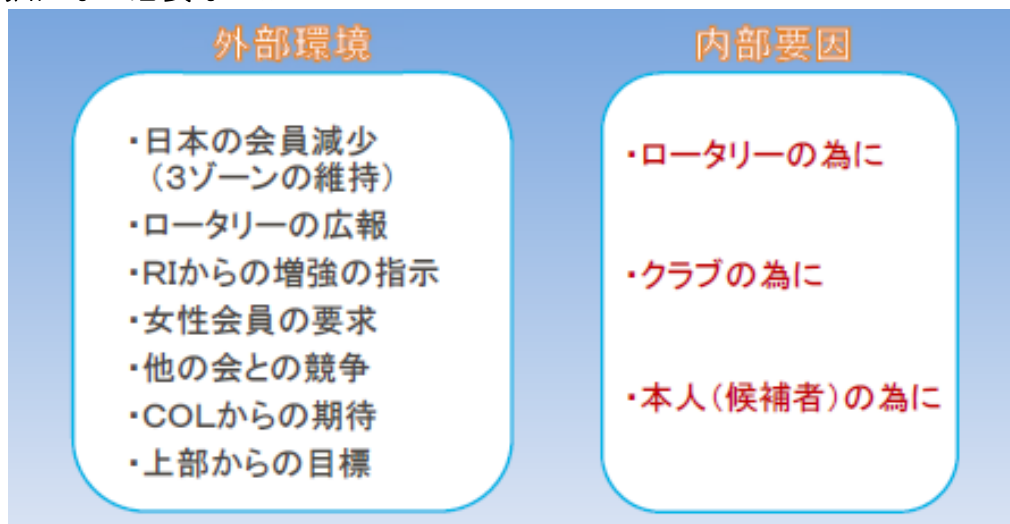 外部環境
・日本の会員減少
(3ゾーンの維持)
・ロータリーの広報
・RIからの増強の指示
・女性会員の要求
・他の会との競争
・COLからの期待
・上部からの目標
内部要因
・ロータリーの為に
・クラブの為に
・本人(候補者)の為に